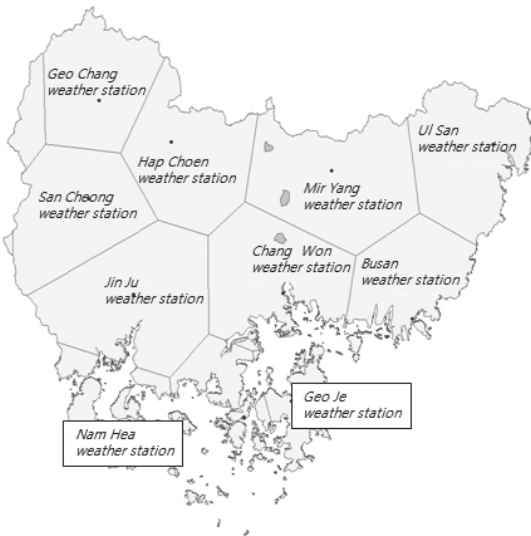 Geo Chang
weather station
Ul San
weather station
Hap Choen
weather station
Mir Yang
weather station
San Cheong
weather station
Chang Won
weather station
Busan
weather station
Jin Ju
weather station
Geo Je
weather station
Nam Hea
weather station